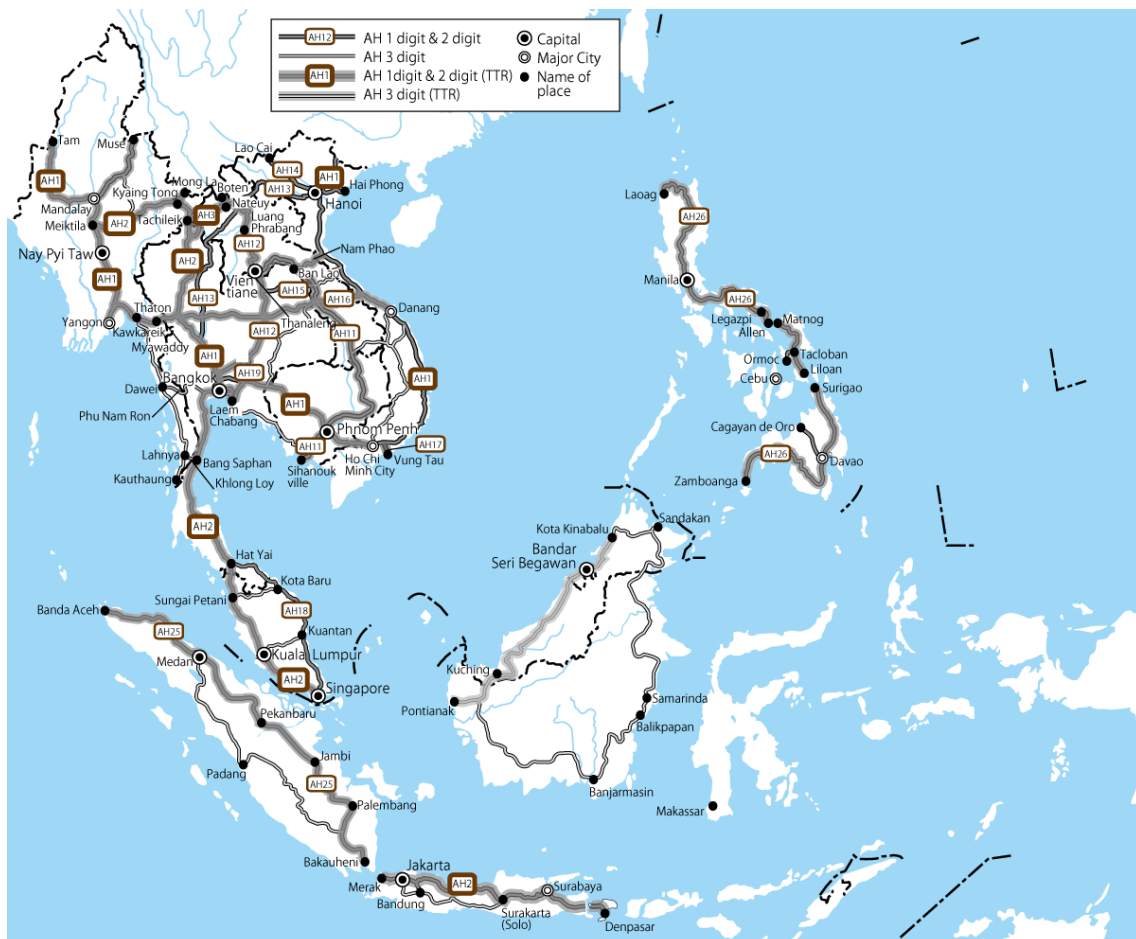 AH12 AH 1 digit & 2 digit
AH 3 digit
AH1 AH 1digit & 2 digit (TTR)
AH 3 digit (TTR)
Capital
Major City
Name of
place
Tam
Muse
Lao Cai
AH14
AH1
AH13
Hai Phong
Hanoi
AH1
Mong La
Boten
Kyaing Tong
Nateuy
Mandalay
AH2
Tachileik
AH3
Luang
Phrabang
Meiktila
Nay Pyi Taw
AH12
Nam Phao
AH2
Vien
tiane
Ban Lao
AH1
AH13
AH15
AH16
Danang
Thaton
Thanaleng
Yangon
Kawkareik
Myawaddy
AH12
AH11
AH1
AH19
Bangkok
AH1
Dawei
Laem
Chabang
AH1
Phu Nam Ron
Phnom Penh
AH11
AH17
Lahnya
Bang Saphan
Sihanouk
ville
Ho Chi
Minh City
Vung Tau
Kauthaung
Khlong Loy
AH2
Hat Yai
Kota Baru
Sungai Petani
AH18
Banda Aceh
AH25
Kuantan
Medan
Kuala Lumpur
AH2
Singapore
Pekanbaru
Jambi
Padang
AH25
Palembang
Bakauheni
Merak
Jakarta
AH2
Surabaya
Bandung
Surakarta
(Solo)
Denpasar
Laoag
AH26
Manila
AH26
Legazpi
Allen
Matnog
Ormoc
Tacloban
Cebu
Liloan
Surigao
Cagayan de Oro
AH26
Davao
Zamboanga
Sandakan
Kota Kinabalu
Bandar
Seri Begawan
Kuching
Pontianak
Samarinda
Balikpapan
Banjarmasin
Makassar